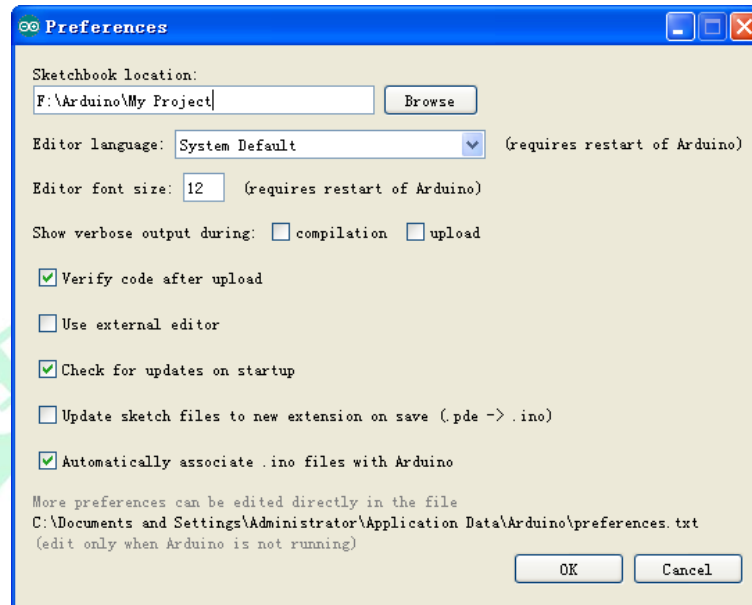 Preferences
Sketchbook location:
F:\Arduino\My Project
Browse
Editor language: System Default (requires restart of Arduino)
Editor font size: 12 (requires restart of Arduino)
Show verbose output during: compilation upload
Verify code after upload
Use external editor
Check for updates on startup
Update sketch files to new extension on save (.pde -> .ino)
Automatically associate .ino files with Arduino
More preferences can be edited directly in the file
C:\Documents and Settings\Administrator\Application Data\Arduino\preferences.txt
(edit only when Arduino is not running)
OK Cancel